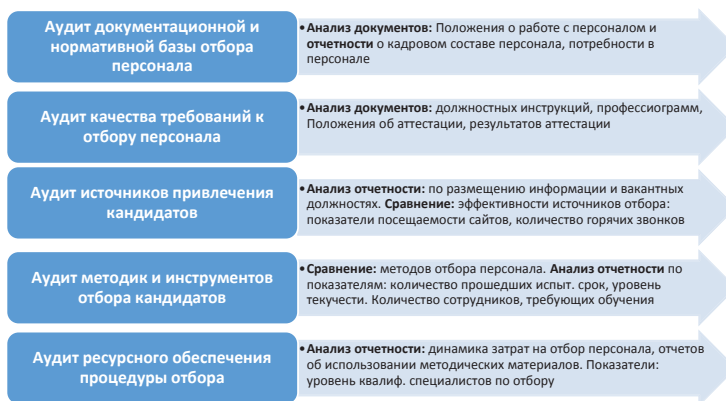 Аудит документационной и
нормативной базы отбора
персонала
•Анализ документов: Положения о работе с персоналом и
отчетности о кадровом составе персонала, потребности в
персонале
Аудит качества требований к
отбору персонала
•Анализ документов: должностных инструкций, профессиограмм,
Положения об аттестации, результатов аттестации
Аудит источников привлечения
кандидатов
•Анализ отчетности: по размещению информации и вакантных
должностях. Сравнение: эффективности источников отбора:
показатели посещаемости сайтов, количество горячих звонков
Аудит методик и инструментов
отбора кандидатов
•Сравнение: методов отбора персонала. Анализ отчетности по
показателям: количество прошедших испыт. срок, уровень
текучести. Количество сотрудников, требующих обучения
Аудит ресурсного обеспечения
процедуры отбора
•Анализ отчетности: динамика затрат на отбор персонала, отчетов
об использовании методических материалов. Показатели:
уровень квалиф. специалистов по отбору